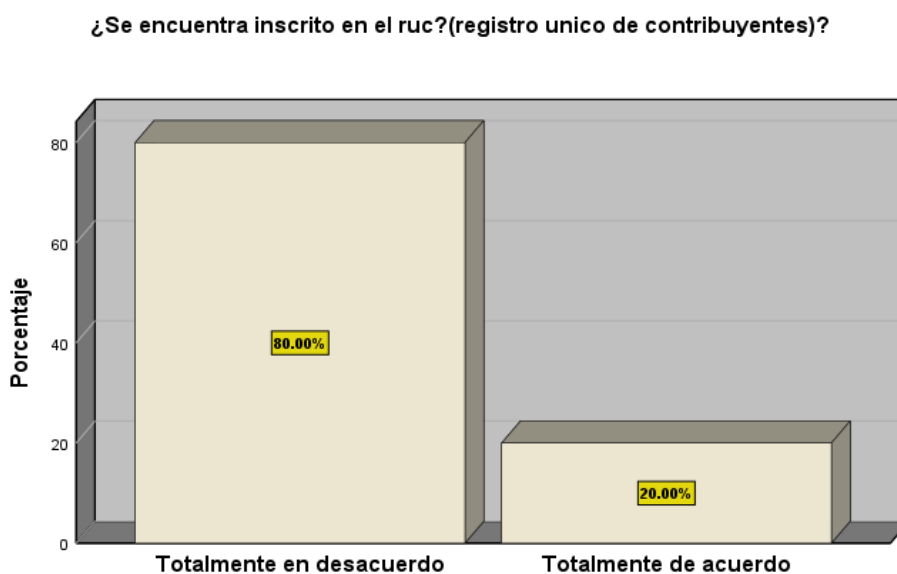 ¿Se encuentra inscrito en el ruc?(registro unico de contribuyentes)?
Porcentaje
80
60
40
20
0
80.00%
20.00%
Totalmente en desacuerdo
Totalmente de acuerdo